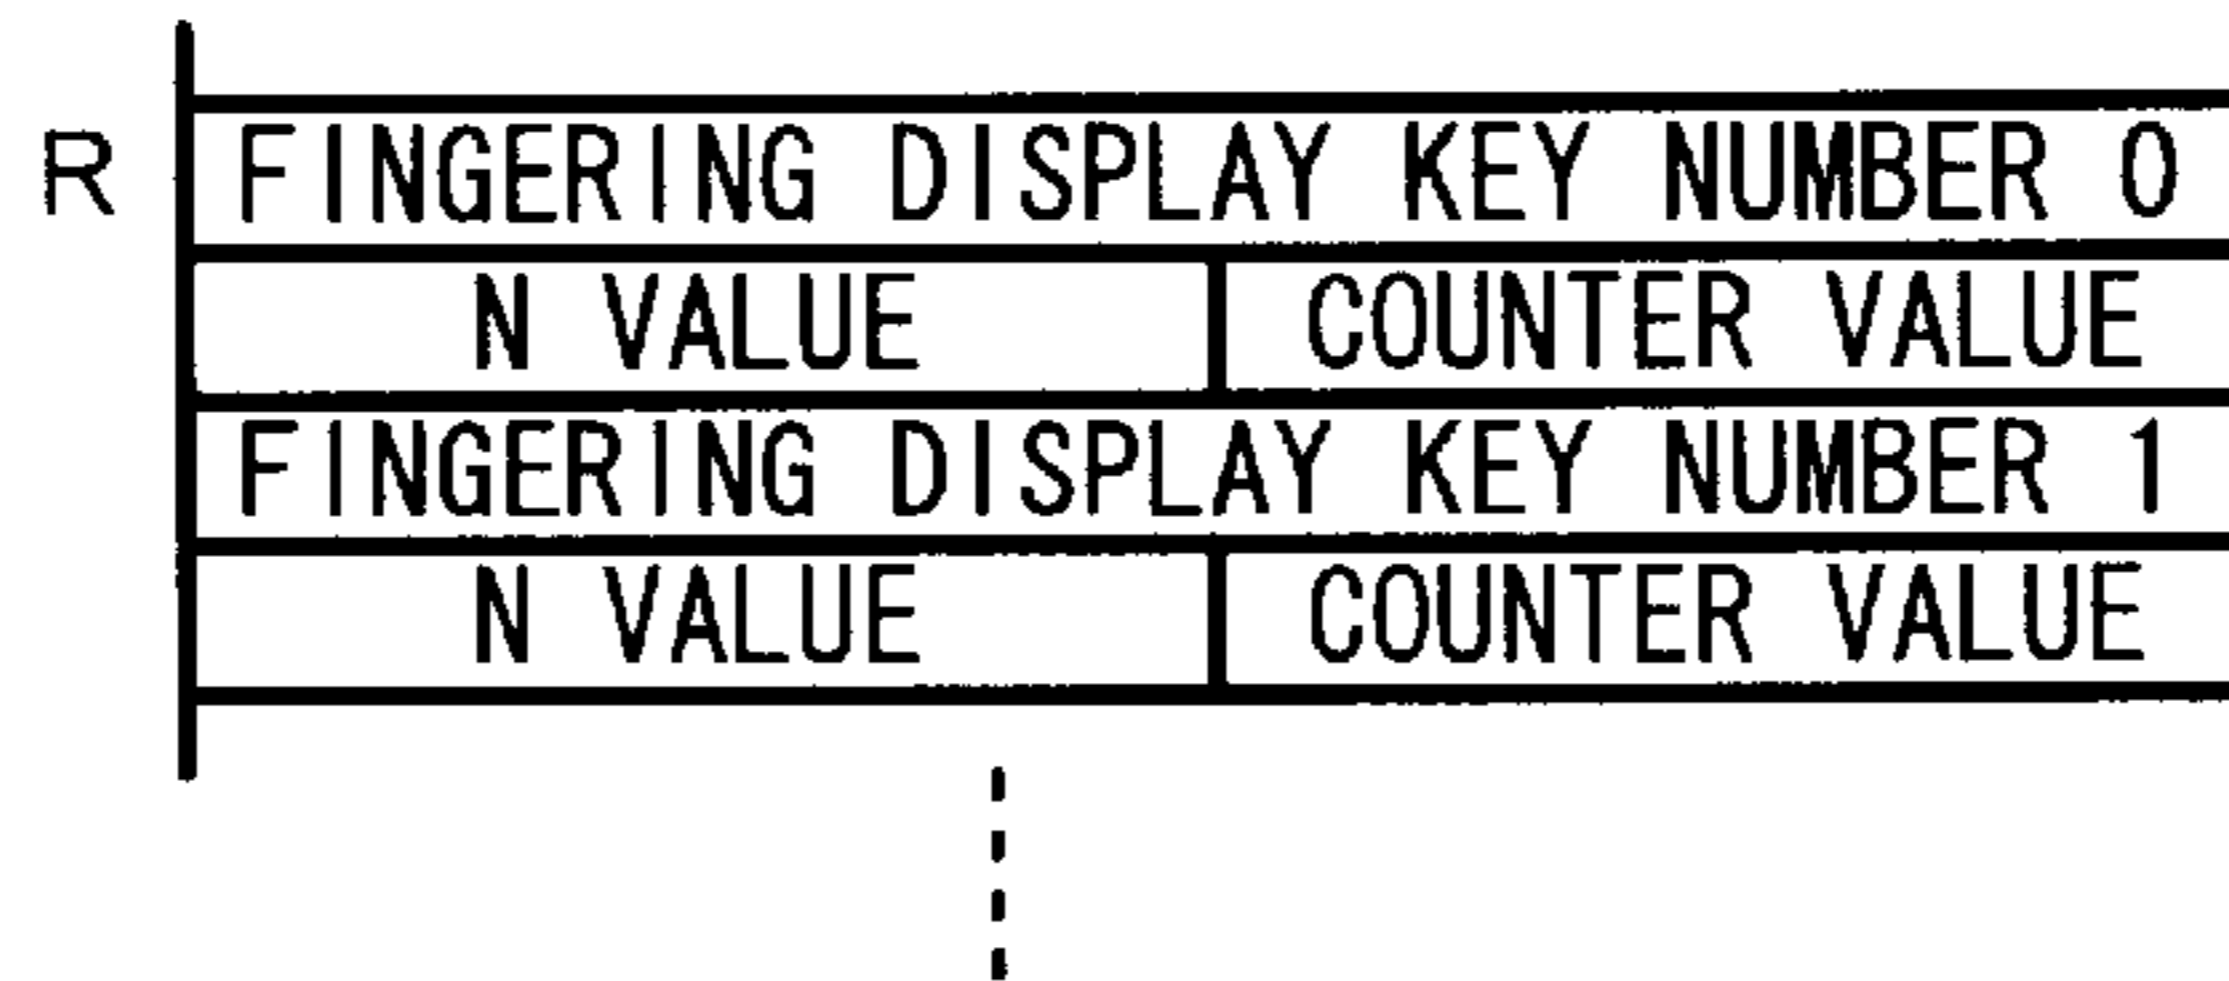 R FINGERING DISPLAY KEY NUMBER 0
N VALUE COUNTER VALUE
FINGERING DISPLAY KEY NUMBER 1
N VALUE COUNTER VALUE